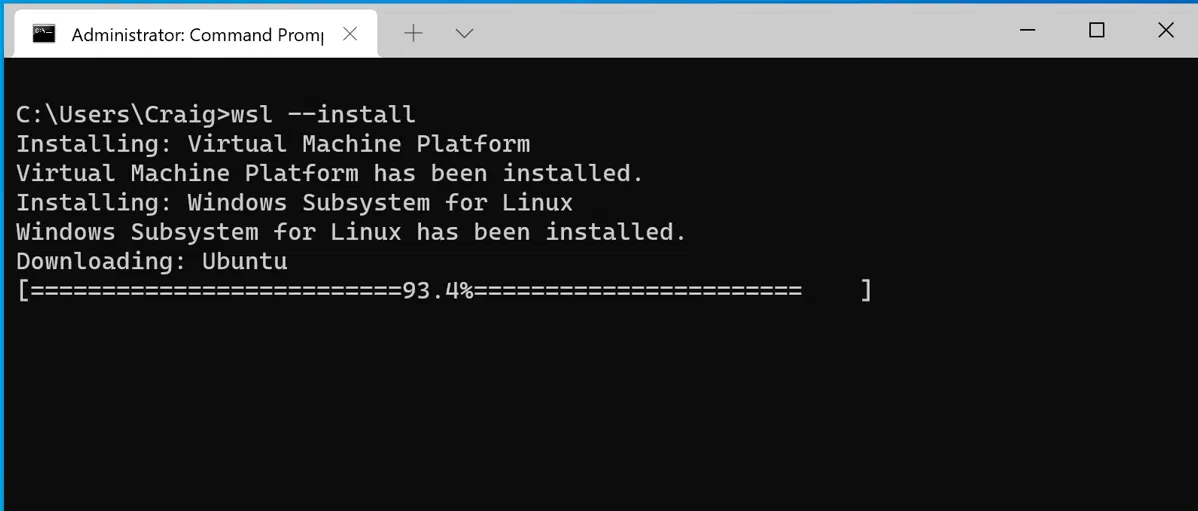 Administrator: Command Promp
C:\Users\Craig>wsl --install
Installing: Virtual Machine Platform
Virtual Machine Platform has been installed.
Installing: Windows Subsystem for Linux
Windows Subsystem for Linux has been installed.
Downloading: Ubuntu
[==========================93.4%=======================    ]